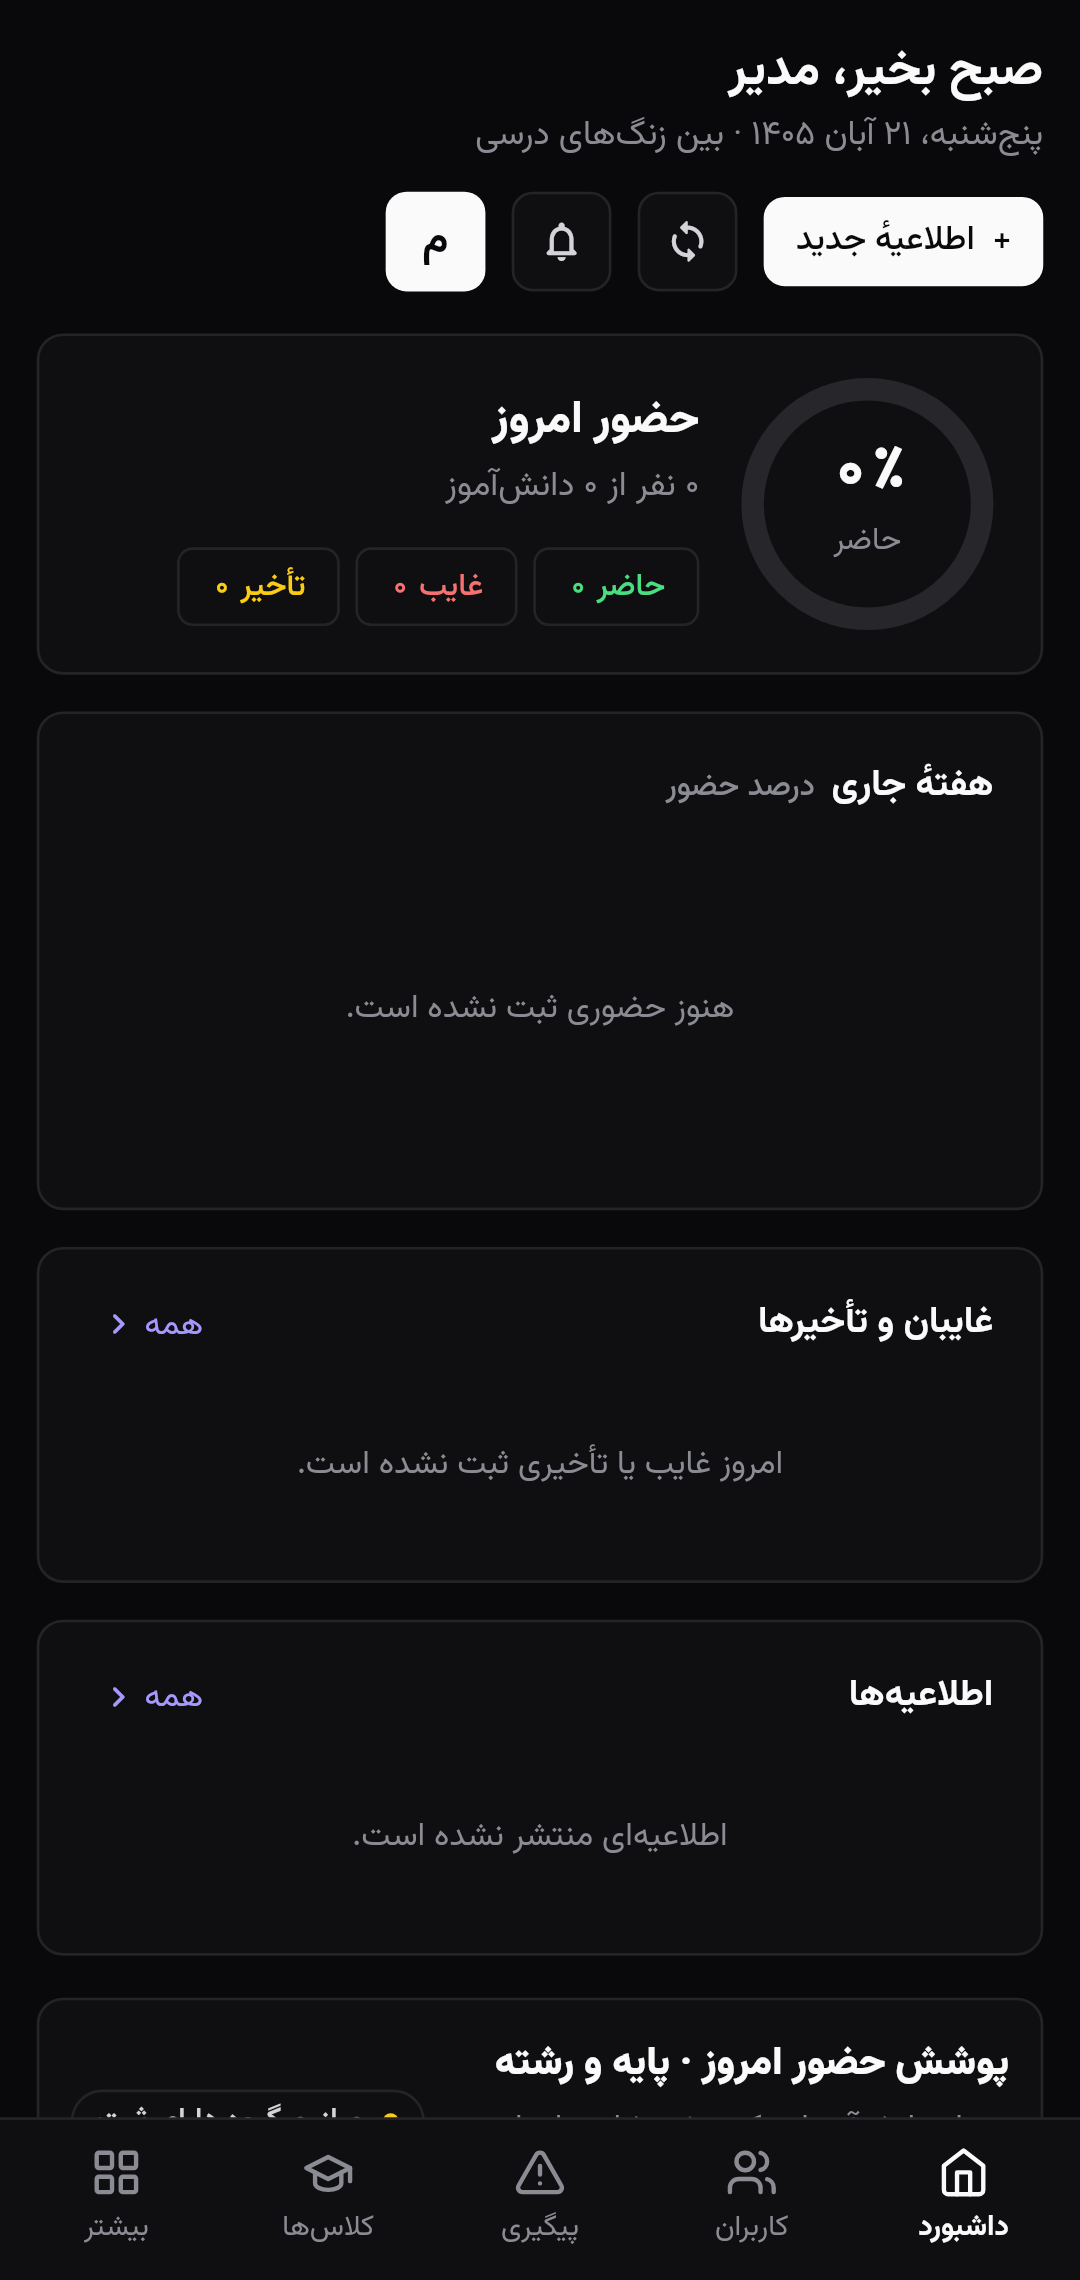 صبح بخیر، مدیر
پنج‌شنبه، ۲۱ آبان ۱۴۰۵ · بین زنگ‌های درسی
+ اطلاعیهٔ جدید
م
۰٪
حاضر
حضور امروز
۰ نفر از ۰ دانش‌آموز
حاضر ۰
غایب ۰
تأخیر ۰
هفتهٔ جاری درصد حضور
هنوز حضوری ثبت نشده است.
غایبان و تأخیرها
همه
امروز غایب یا تأخیری ثبت نشده است.
اطلاعیه‌ها
همه
اطلاعیه‌ای منتشر نشده است.
پوشش حضور امروز · پایه و رشته
داشبورد
کاربران
پیگیری
کلاس‌ها
بیشتر